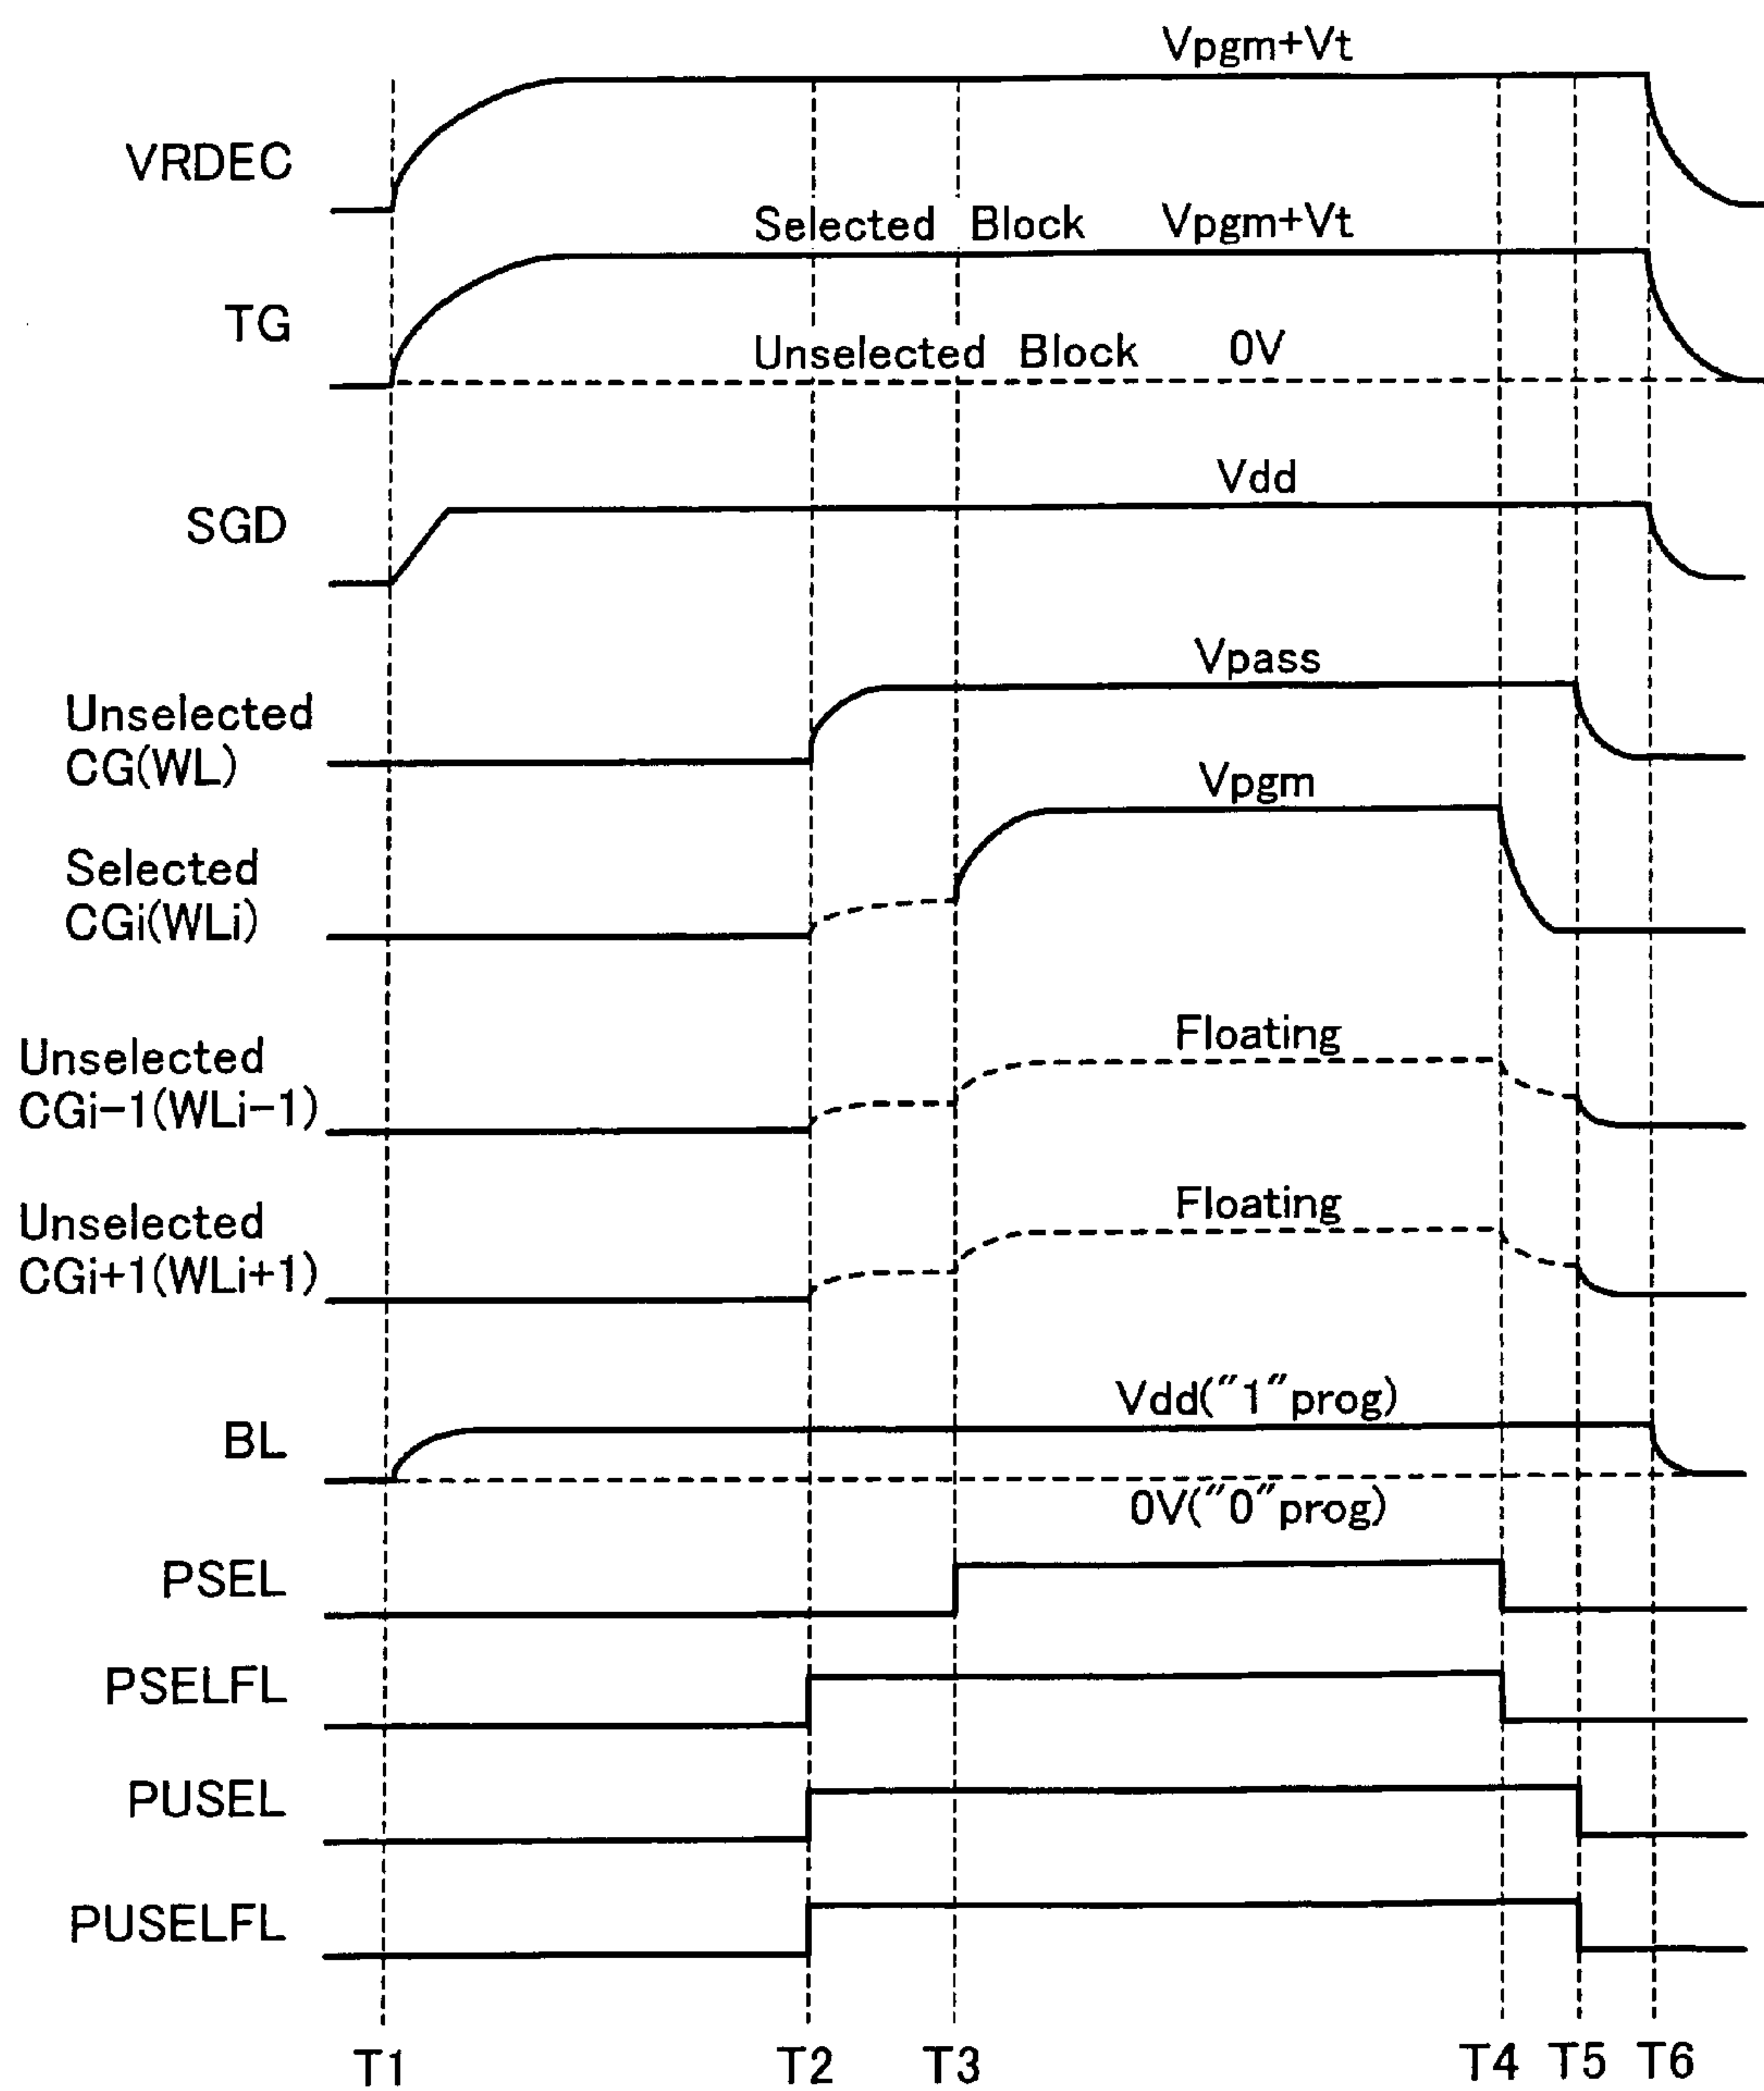 Vpgm+Vt
VRDEC
Selected Block Vpgm+Vt
TG
Unselected Block 0V
Vdd
SGD
Vpass
Unselected
CG(WL)
Vpgm
Selected
CGi(WLi)
Floating
Unselected
CGi-1(WLi-1)
Floating
Unselected
CGi+1(WLi+1)
Vdd("1"prog)
BL
0V("0"prog)
PSEL
PSELFL
PUSEL
PUSELFL
T1 T2 T3 T4 T5 T6